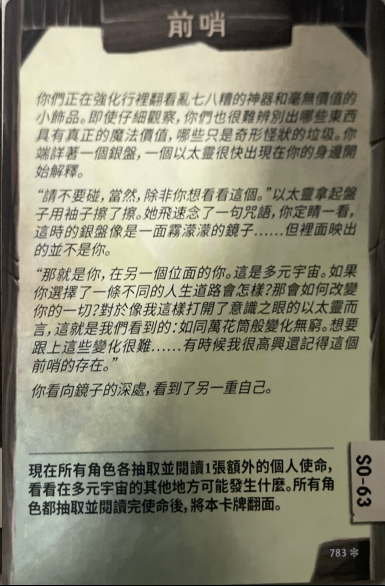 前哨
你們正在強化行裡翻看亂七八糟的神器和毫無價值的
小飾品。即使仔細觀察，你們也很難辨別出哪些東西
具有真正的魔法價值，哪些只是奇形怪狀的垃圾。你
端詳著一個銀盤，一個以太靈很快出現在你的身邊開
始解釋。
“請不要碰，當然，除非你想看看這個。”以太靈拿起盤
子用袖子擦了擦。她飛速念了一句咒語，你定睛一看，
這時的銀盤像是一面霧濛濛的鏡子……但裡面映出
的並不是你。
“那就是你，在另一個位面的你。這是多元宇宙。如果
你選擇了一條不同的人生道路會怎樣?那會如何改變
你的一切?對於像我這樣打開了意識之眼的以太靈而
言，這就是我們看到的：如同萬花筒般變化無窮。想要
跟上這些變化很難……有時候我很高興還記得這個
前哨的存在。”
你看向鏡子的深處，看到了另一重自己。
現在所有角色各抽取並閱讀1張額外的個人使命，
看看在多元宇宙的其他地方可能發生什麼。所有角
色都抽取並閱讀完使命後，將本卡牌翻面。
SO-63
783